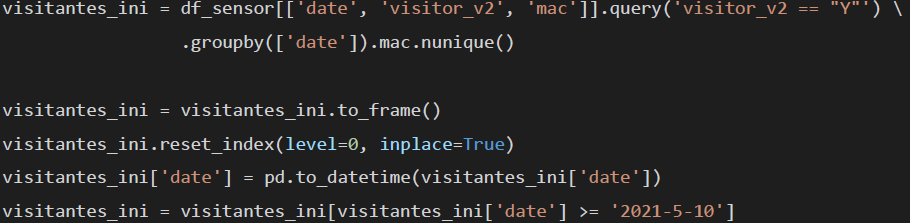 visitantes_ini = df_sensor[['date', 'visitor_v2', 'mac']].query('visitor_v2 == "Y"') \
.groupby(['date']).mac.nunique()
visitantes_ini = visitantes_ini.to_frame()
visitantes_ini.reset_index(level=0, inplace=True)
visitantes_ini['date'] = pd.to_datetime(visitantes_ini['date'])
visitantes_ini = visitantes_ini[visitantes_ini['date'] >= '2021-5-10']